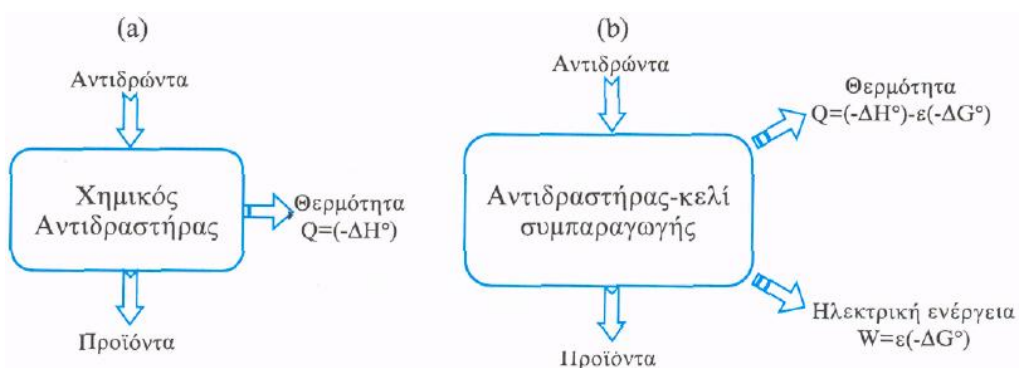 (a)
Αντιδρώντα
Χημικός
Αντιδραστήρας
Θερμότητα
Q=(-ΔH°)
Προϊόντα
(b)
Αντιδρώντα
Θερμότητα
Q=(-ΔH°)-ε(-ΔG°)
Αντιδραστήρας-κελί
συμπαραγωγής
Ηλεκτρική ενέργεια
W=ε(-ΔG°)
Προϊόντα